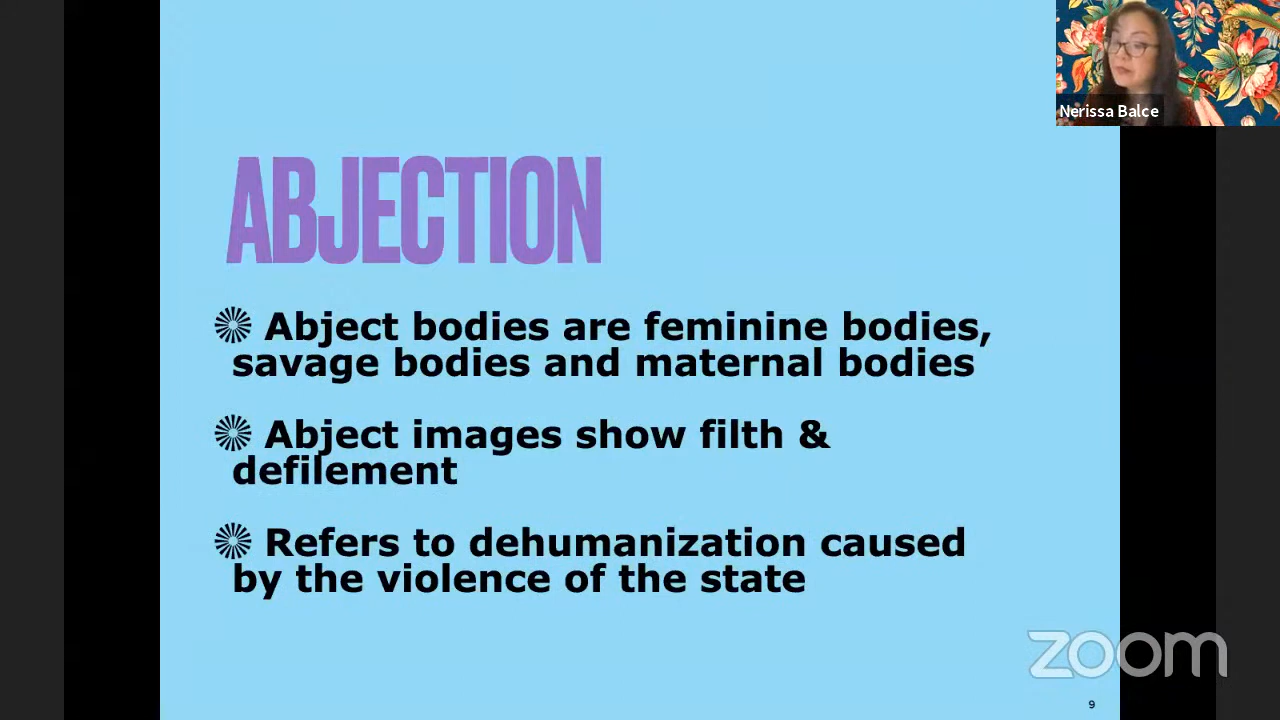 Nerissa Balce
ABJECTION
Abject bodies are feminine bodies,
savage bodies and maternal bodies
Abject images show filth &
defilement
Refers to dehumanization caused
by the violence of the state
zoom
9